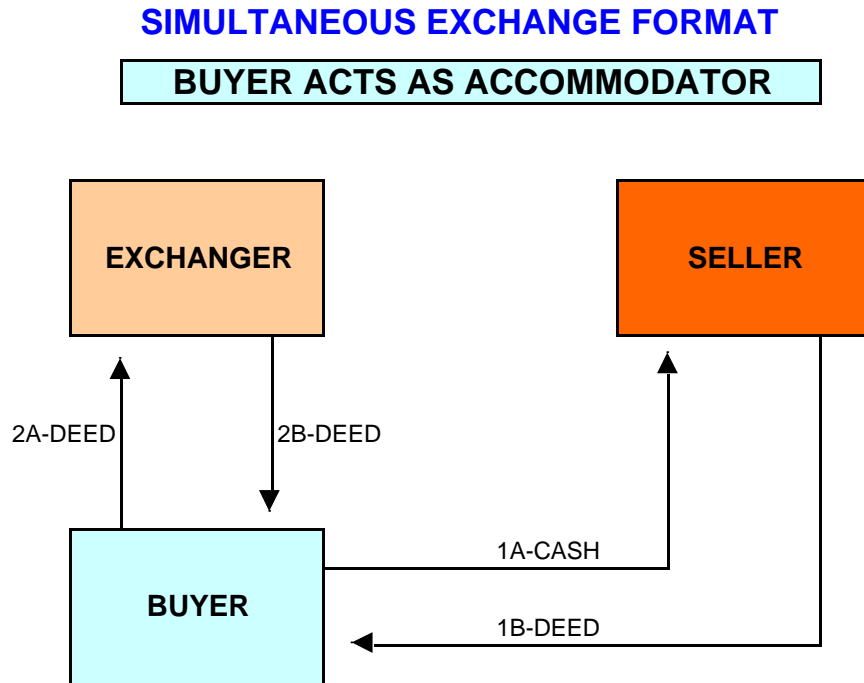 SIMULTANEOUS EXCHANGE FORMAT
BUYER ACTS AS ACCOMMODATOR
EXCHANGER
SELLER
2A-DEED
2B-DEED
1A-CASH
BUYER
1B-DEED